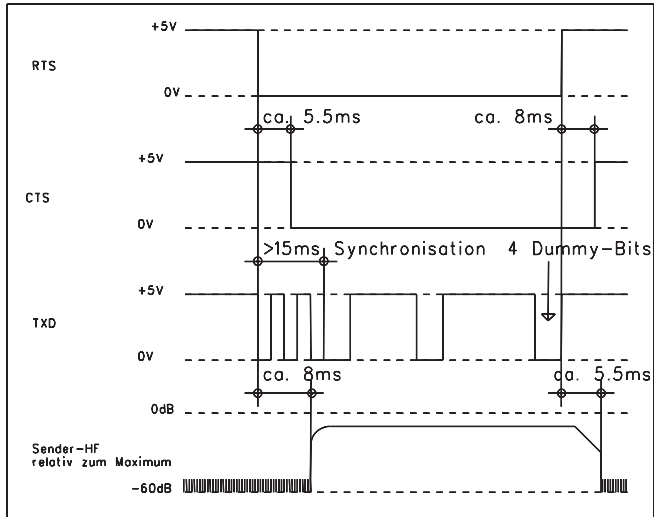 +5V
RTS
0V
ca. 5.5ms
ca. 8ms
+5V
CTS
0V
>15ms Synchronisation 4 Dummy-Bits
+5V
TXD
0V
ca. 8ms
ca. 5.5ms
0dB
Sender-HF
relativ zum Maximum
-60dB